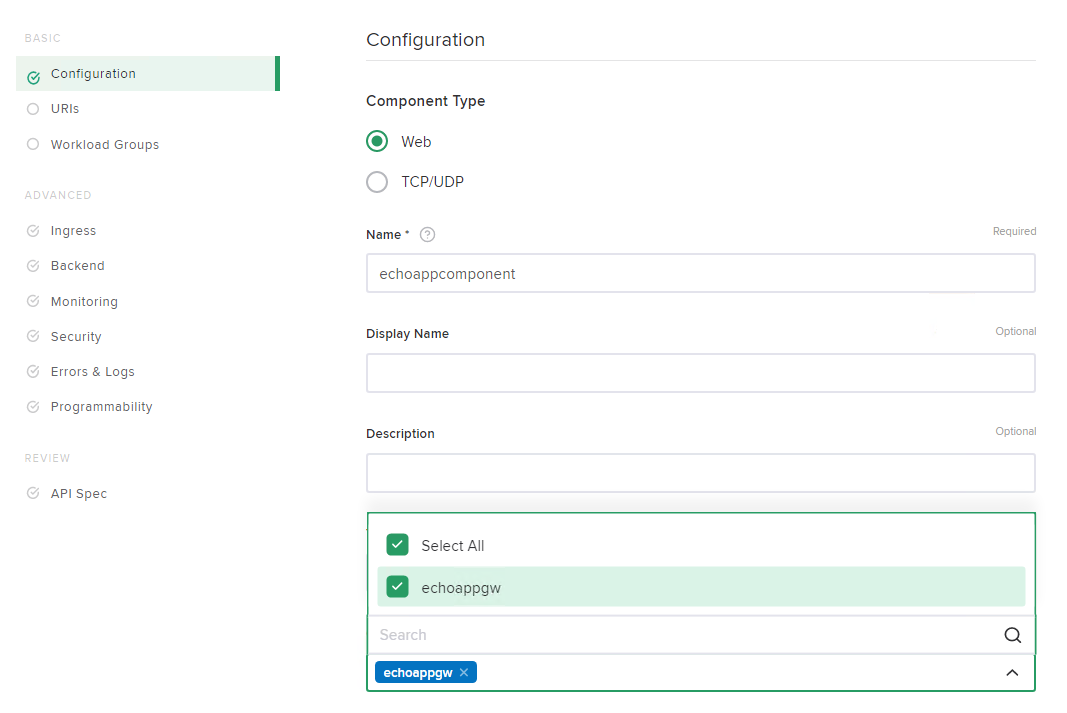 BASIC
Configuration
URIs
Workload Groups
ADVANCED
Ingress
Backend
Monitoring
Security
Errors & Logs
Programmability
REVIEW
API Spec
Configuration
Component Type
Web
TCP/UDP
Name * ?
Required
echoappcomponent
Display Name
Optional
Description
Optional
Select All
echoappgw
Search
echoappgw